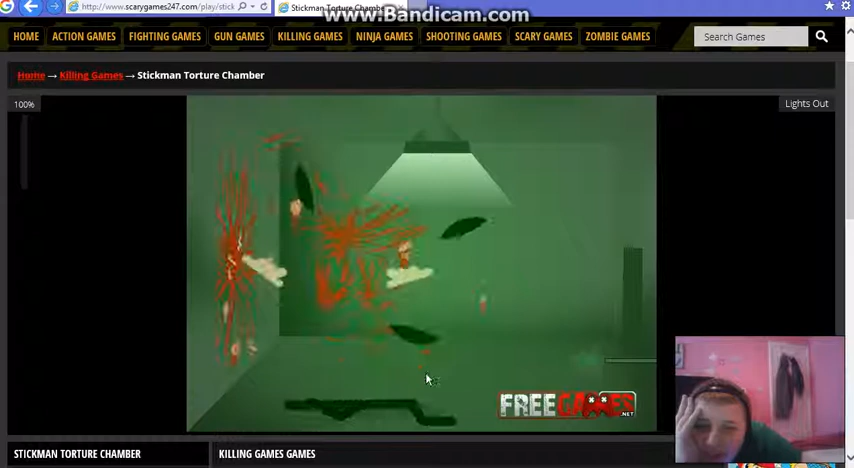 http://www.scarygames247.com/play/stick
Stickman Torture Chamber
www.Bandicam.com
HOME ACTION GAMES FIGHTING GAMES GUN GAMES KILLING GAMES NINJA GAMES SHOOTING GAMES SCARY GAMES ZOMBIE GAMES
Search Games
Home → Killing Games → Stickman Torture Chamber
100%
Lights Out
FREEGAMES.NET
STICKMAN TORTURE CHAMBER
KILLING GAMES GAMES